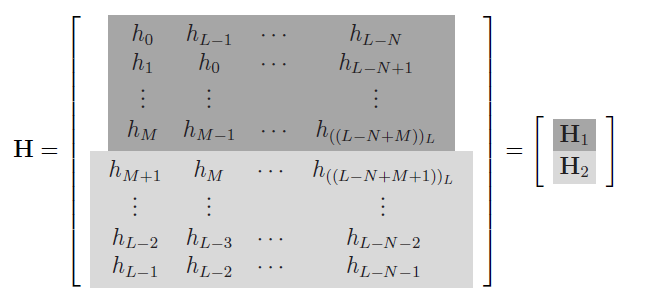 h_0 h_{L−1} ⋯ h_{L−N}
h_1 h_0 ⋯ h_{L−N+1}
⋮ ⋮ ⋮
h_M h_{M−1} ⋯ h_{((L−N+M))_L}
H = [ ] = [ H_1
h_{M+1} h_M ⋯ h_{((L−N+M+1))_L}
H_2 ]
⋮ ⋮ ⋮
h_{L−2} h_{L−3} ⋯ h_{L−N−2}
h_{L−1} h_{L−2} ⋯ h_{L−N−1}